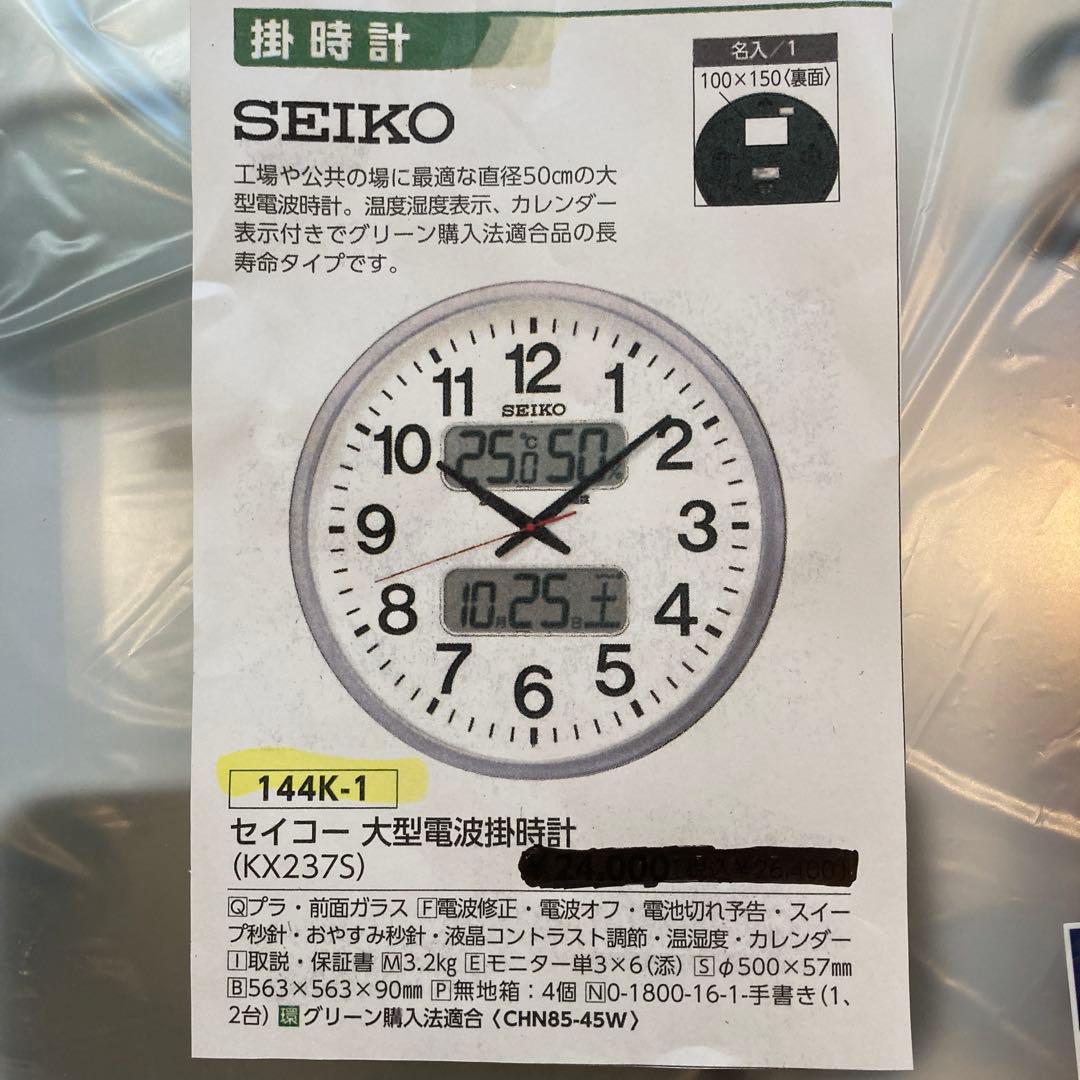 掛時計
名入/1
100×150〈裏面〉
SEIKO
工場や公共の場に最適な直径50cmの大
型電波時計。温度湿度表示、カレンダー
表示付きでグリーン購入法適合品の長
寿命タイプです。
12
11
1
SEIKO
10
25.0℃ 50%
2
9
3
8
10月25日 土
4
7
5
6
144K-1
セイコー 大型電波掛時計
(KX237S)
¥24,000
Qプラ・前面ガラス F電波修正・電波オフ・電池切れ予告・スイー
プ秒針・おやすみ秒針・液晶コントラスト調節・温湿度・カレンダー
I取説・保証書 M3.2kg Eモニター単3×6(添) Sφ500×57mm
B563×563×90mm P無地箱:4個 N0-1800-16-1-手書き(1、
2台) 環グリーン購入法適合〈CHN85-45W〉